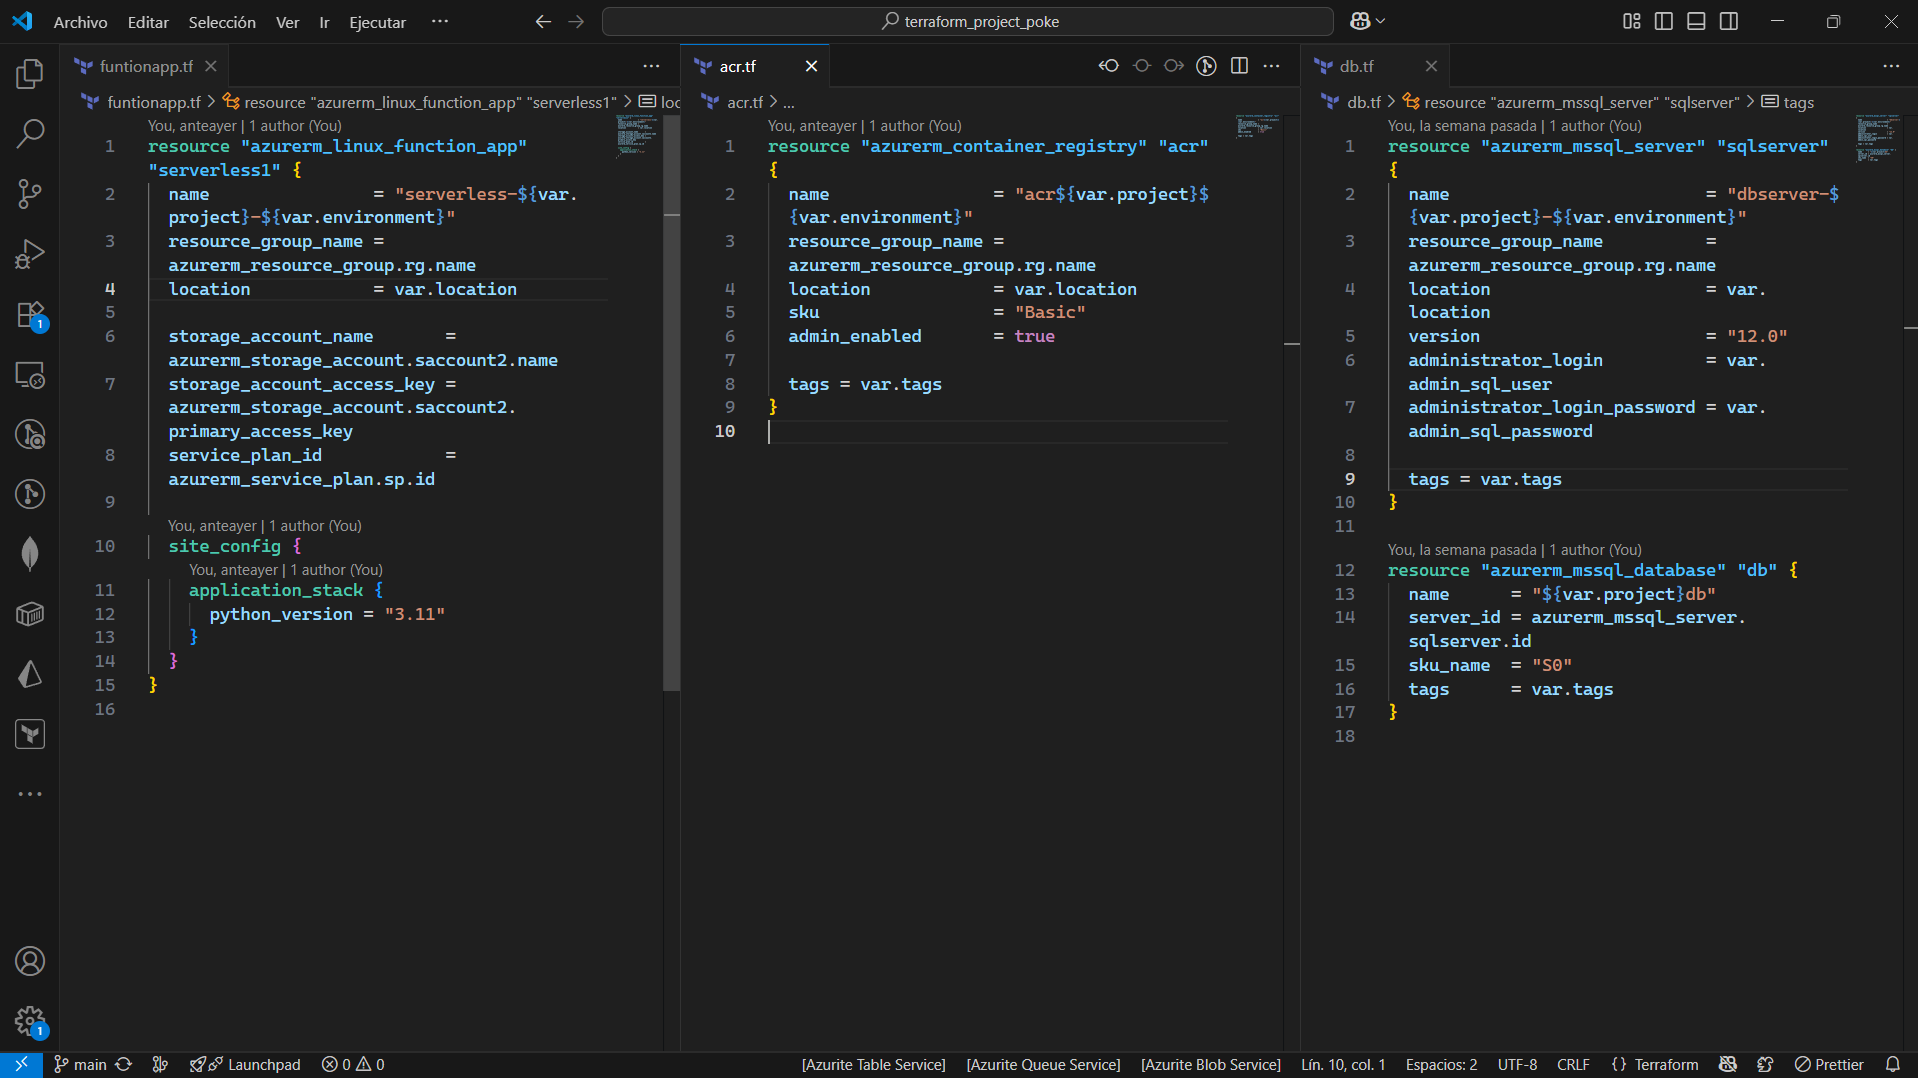 Archivo Editar Selección Ver Ir Ejecutar ···
terraform_project_poke
funtionapp.tf
funtionapp.tf > resource "azurerm_linux_function_app" "serverless1" > loc
You, anteayer | 1 author (You)
1 resource "azurerm_linux_function_app"
"serverless1" {
2 name = "serverless-${var.
project}-${var.environment}"
3 resource_group_name =
azurerm_resource_group.rg.name
4 location = var.location
5
6 storage_account_name =
azurerm_storage_account.saccount2.name
7 storage_account_access_key =
azurerm_storage_account.saccount2.
primary_access_key
8 service_plan_id =
azurerm_service_plan.sp.id
9
You, anteayer | 1 author (You)
10 site_config {
You, anteayer | 1 author (You)
11 application_stack {
12 python_version = "3.11"
13 }
14 }
15 }
16
acr.tf
acr.tf > ...
You, anteayer | 1 author (You)
1 resource "azurerm_container_registry" "acr"
{
2 name = "acr${var.project}$
{var.environment}"
3 resource_group_name =
azurerm_resource_group.rg.name
4 location = var.location
5 sku = "Basic"
6 admin_enabled = true
7
8 tags = var.tags
9 }
10
db.tf
db.tf > resource "azurerm_mssql_server" "sqlserver" > tags
You, la semana pasada | 1 author (You)
1 resource "azurerm_mssql_server" "sqlserver"
{
2 name = "dbserver-$
{var.project}-${var.environment}"
3 resource_group_name =
azurerm_resource_group.rg.name
4 location = var.
location
5 version = "12.0"
6 administrator_login = var.
admin_sql_user
7 administrator_login_password = var.
admin_sql_password
8
9 tags = var.tags
10 }
11
You, la semana pasada | 1 author (You)
12 resource "azurerm_mssql_database" "db" {
13 name = "${var.project}db"
14 server_id = azurerm_mssql_server.
sqlserver.id
15 sku_name = "S0"
16 tags = var.tags
17 }
18
1
1
main Launchpad 0 0 [Azurite Table Service] [Azurite Queue Service] [Azurite Blob Service] Lín. 10, col. 1 Espacios: 2 UTF-8 CRLF {} Terraform Prettier